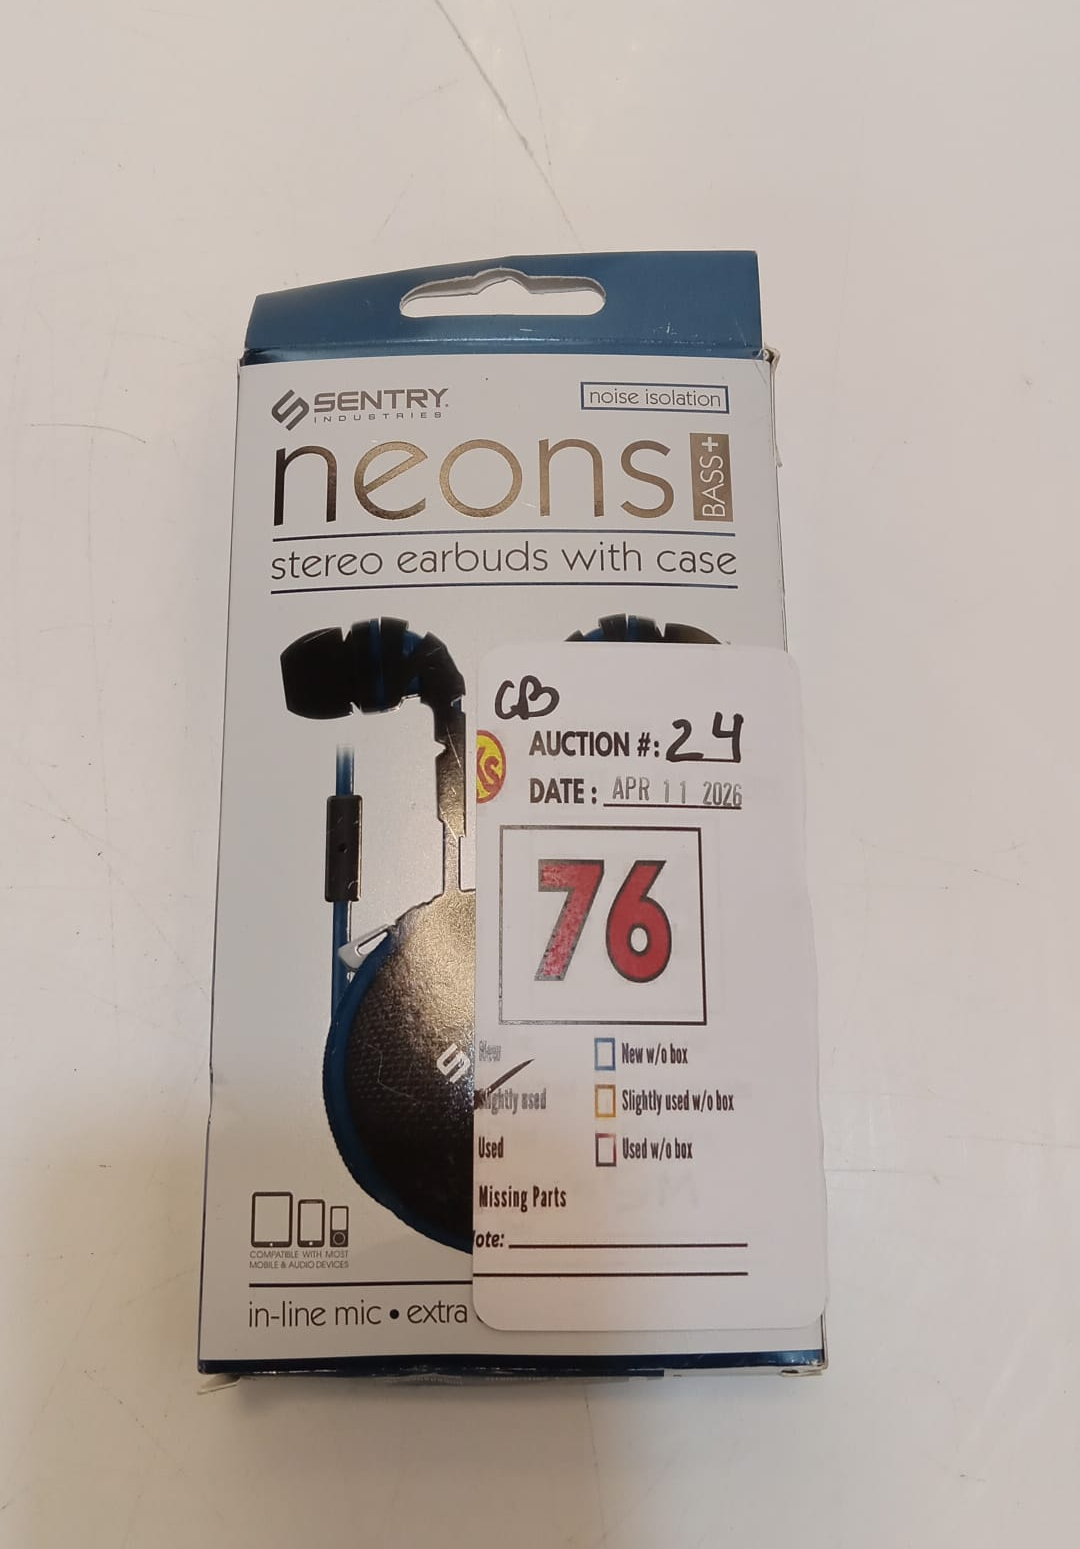 SENTRY
INDUSTRIES
noise isolation
neons BASS+
stereo earbuds with case
CB
AUCTION #: 24
DATE: APR 11 2026
76
New
New w/o box
Slightly used
Slightly used w/o box
Used
Used w/o box
Missing Parts
ote:
COMPATIBLE WITH MOST
MOBILE & AUDIO DEVICES
in-line mic • extra